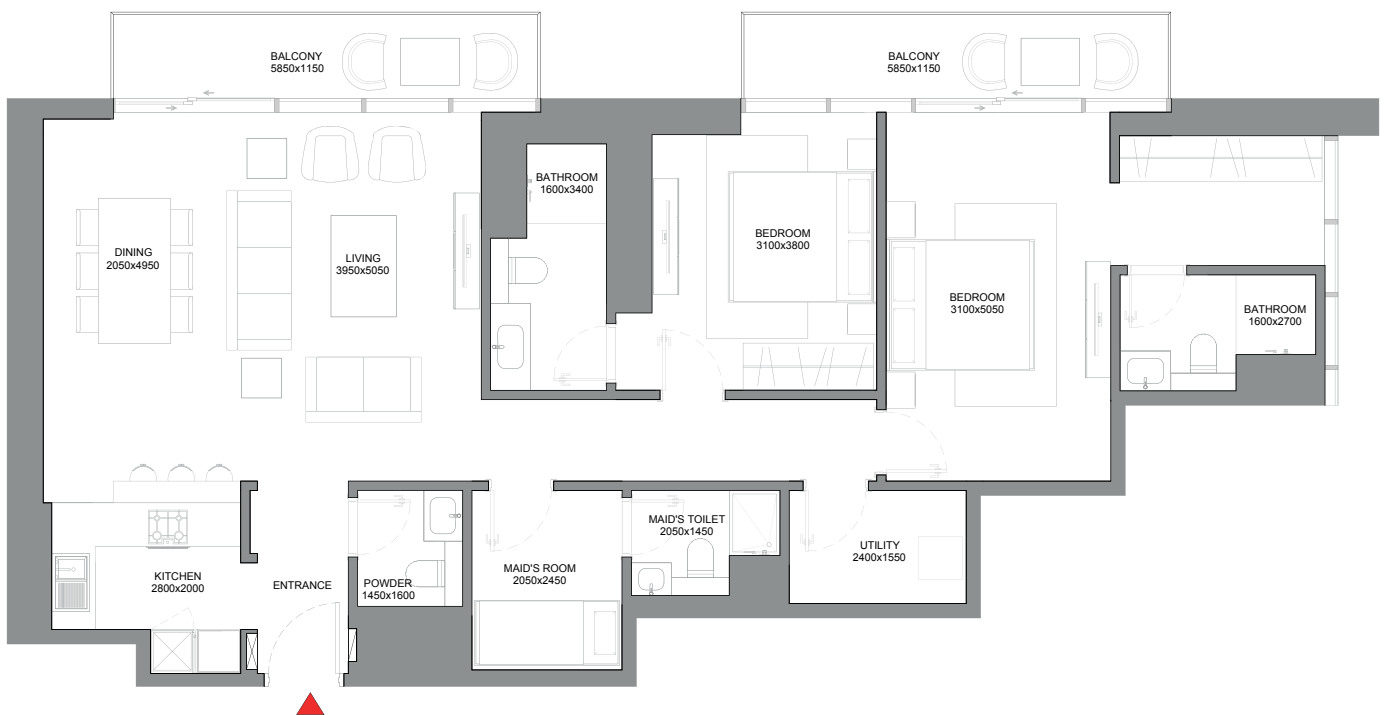 BALCONY
5850x1150
BALCONY
5850x1150
BATHROOM
1600x3400
BEDROOM
3100x3800
DINING
2050x4950
LIVING
3950x5050
BEDROOM
3100x5050
BATHROOM
1600x2700
MAID'S TOILET
2050x1450
UTILITY
2400x1550
KITCHEN
2800x2000
ENTRANCE
POWDER
1450x1600
MAID'S ROOM
2050x2450